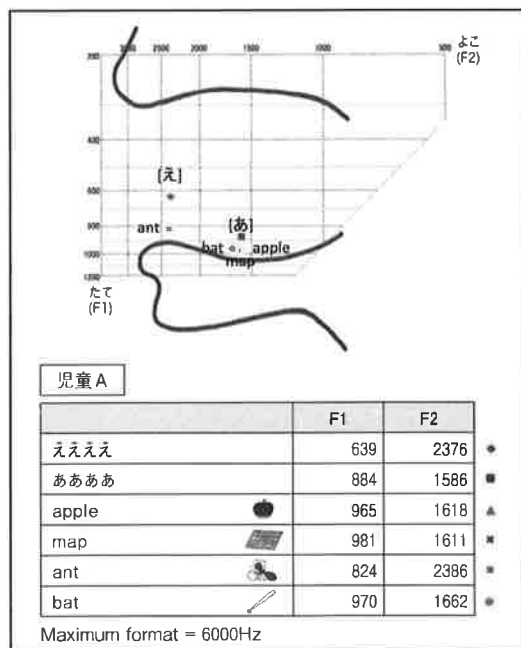 よこ
(F2)
3000 2500 2000 1500 1000 500
200
400
600
800
1000
1200
[え]
ant
[あ]
bat apple
map
たて
(F1)
児童A
F1 F2
ええええ 639 2376
ああああ 884 1586
apple 965 1618
map 981 1611
ant 824 2386
bat 970 1662
Maximum format = 6000Hz